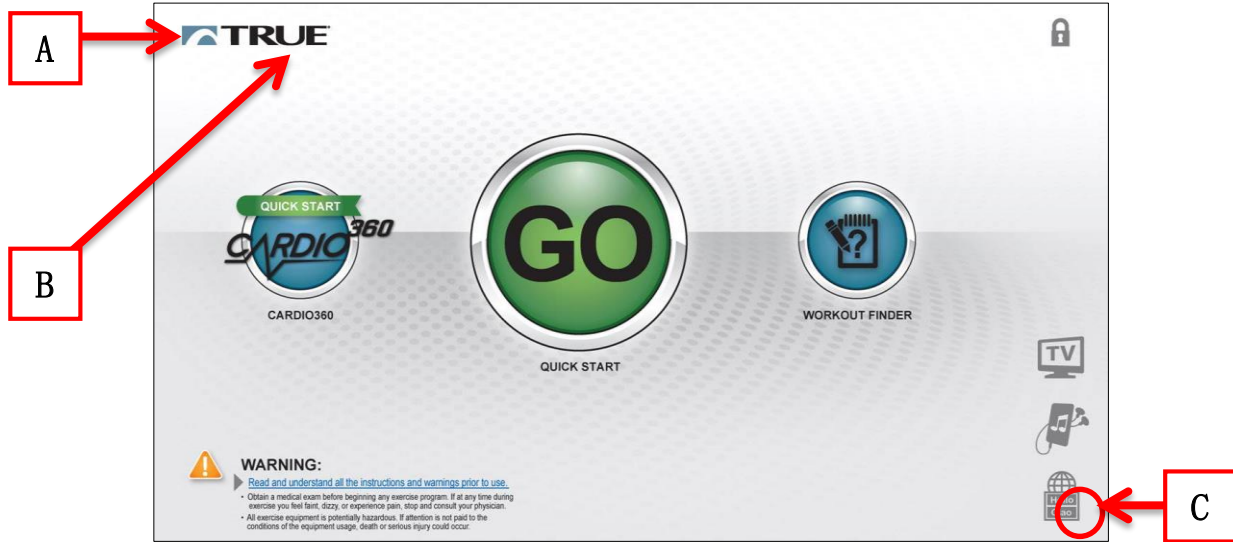 A
TRUE
B
QUICK START
CARDIO 360
CARDIO360
GO
QUICK START
?
WORKOUT FINDER
TV
WARNING:
Read and understand all the instructions and warnings prior to use.
• Obtain a medical exam before beginning any exercise program. If at any time during
exercise you feel faint, dizzy, or experience pain, stop and consult your physician.
• All exercise equipment is potentially hazardous. If attention is not paid to the
conditions of the equipment usage, death or serious injury could occur.
Hello
Ciao
C